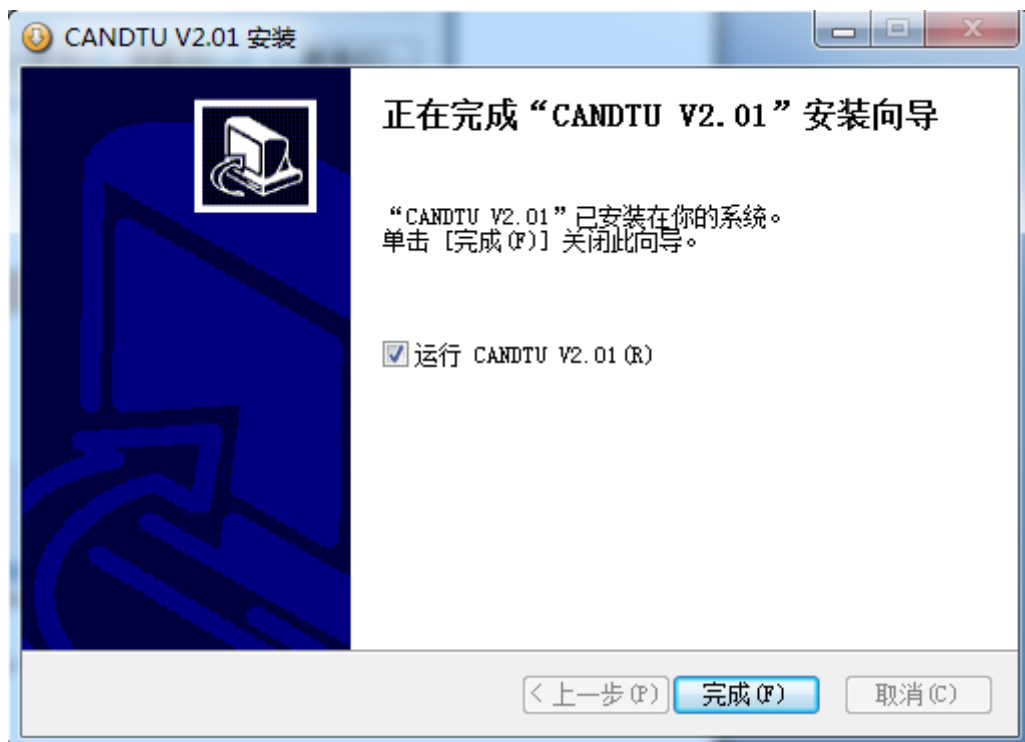 CANDTU V2.01 安装
正在完成“CANDTU V2.01”安装向导
“CANDTU V2.01”已安装在你的系统。
单击 [完成(F)] 关闭此向导。
运行 CANDTU V2.01(R)
< 上一步(P) 完成(F) 取消(C)